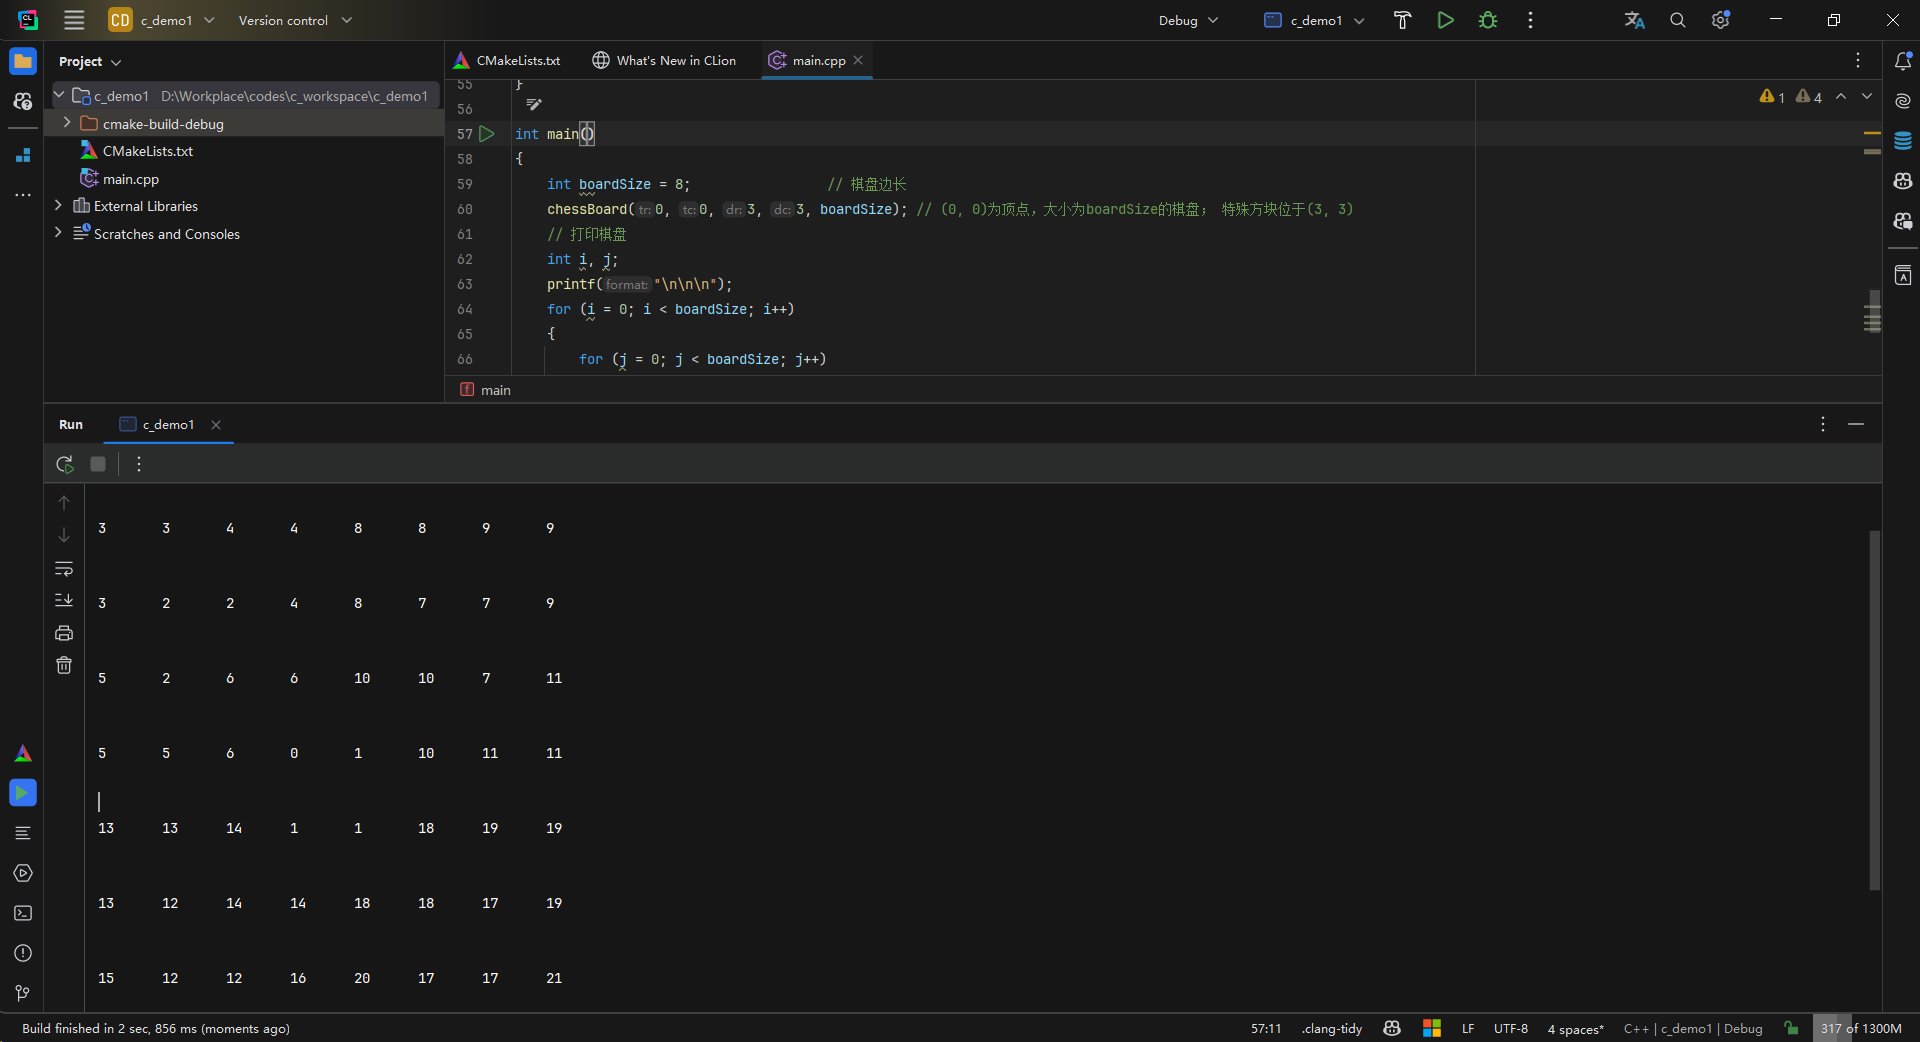 CD c_demo1 Version control Debug c_demo1
Project
CMakeLists.txt What's New in CLion main.cpp
c_demo1 D:\Workplace\codes\c_workspace\c_demo1
cmake-build-debug
CMakeLists.txt
main.cpp
External Libraries
Scratches and Consoles
1 4
55 }
56
57 int main()
58 {
59 int boardSize = 8; // 棋盘边长
60 chessBoard( tr: 0, tc: 0, dr: 3, dc: 3, boardSize); // (0, 0)为顶点，大小为boardSize的棋盘； 特殊方块位于(3, 3)
61 // 打印棋盘
62 int i, j;
63 printf( format: "\n\n\n");
64 for (i = 0; i < boardSize; i++)
65 {
66 for (j = 0; j < boardSize; j++)
f main
Run c_demo1
3 3 4 4 8 8 9 9
3 2 2 4 8 7 7 9
5 2 6 6 10 10 7 11
5 5 6 0 1 10 11 11
13 13 14 1 1 18 19 19
13 12 14 14 18 18 17 19
15 12 12 16 20 17 17 21
Build finished in 2 sec, 856 ms (moments ago) 57:11 .clang-tidy LF UTF-8 4 spaces* C++ | c_demo1 | Debug 317 of 1300M